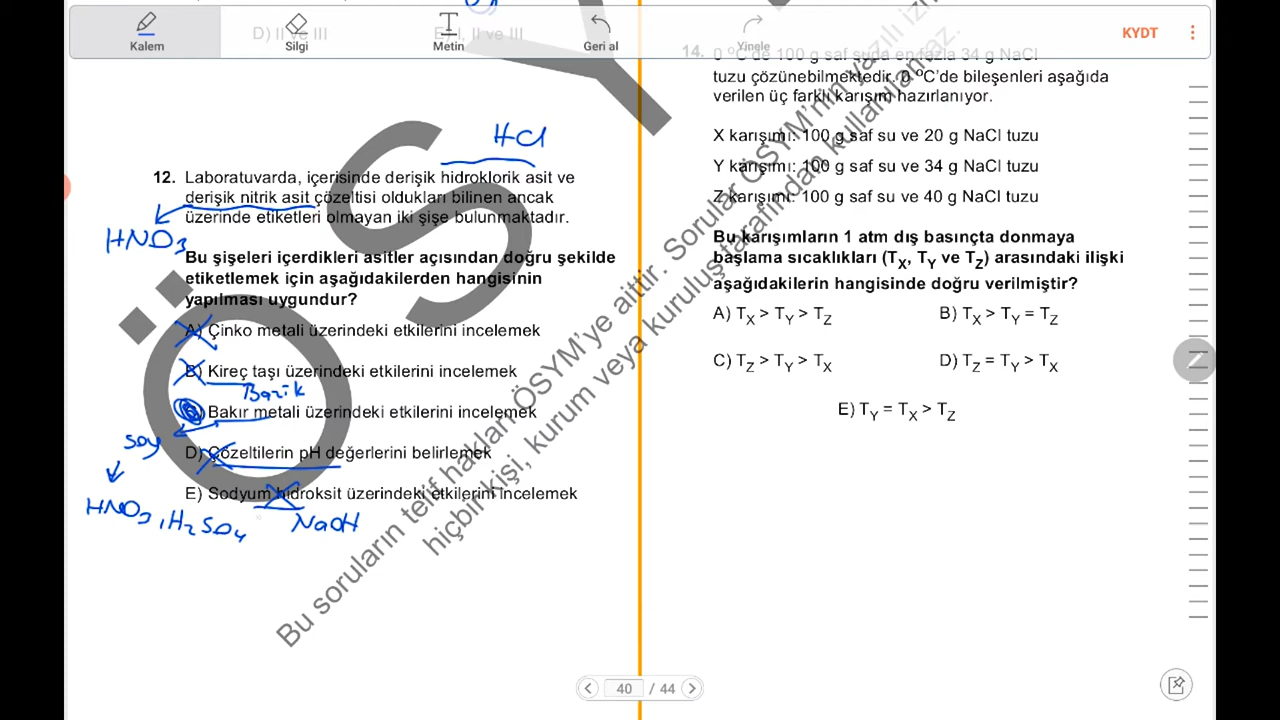 D) II ve III
E) I, II ve III
Kalem
Silgi
Metin
Geri al
Yinele
KYDT
HCl
12. Laboratuvarda, içerisinde derişik hidroklorik asit ve
derişik nitrik asit çözeltisi oldukları bilinen ancak
üzerinde etiketleri olmayan iki şişe bulunmaktadır.
HNO3
Bu şişeleri içerdikleri asitler açısından doğru şekilde
etiketlemek için aşağıdakilerden hangisinin
yapılması uygundur?
A) Çinko metali üzerindeki etkilerini incelemek
B) Kireç taşı üzerindeki etkilerini incelemek
Bazik
C) Bakır metali üzerindeki etkilerini incelemek
soy
D) Çözeltilerin pH değerlerini belirlemek
E) Sodyum hidroksit üzerindeki etkilerini incelemek
HNO3, H2SO4
NaOH
14. 0 °C'de 100 g saf suda en fazla 34 g NaCl
tuzu çözünebilmektedir. 0 °C'de bileşenleri aşağıda
verilen üç farklı karışım hazırlanıyor.
X karışımı: 100 g saf su ve 20 g NaCl tuzu
Y karışımı: 100 g saf su ve 34 g NaCl tuzu
Z karışımı: 100 g saf su ve 40 g NaCl tuzu
Bu karışımların 1 atm dış basınçta donmaya
başlama sıcaklıkları (TX, TY ve TZ) arasındaki ilişki
aşağıdakilerin hangisinde doğru verilmiştir?
A) TX > TY > TZ
B) TX > TY = TZ
C) TZ > TY > TX
D) TZ = TY > TX
E) TY = TX > TZ
ÖSY
Bu soruların telif hakları ÖSYM'ye aittir. Sorular ÖSYM'nin yazılı izni
hiçbir kişi, kurum veya kuruluş tarafından kullanılamaz.
40 / 44